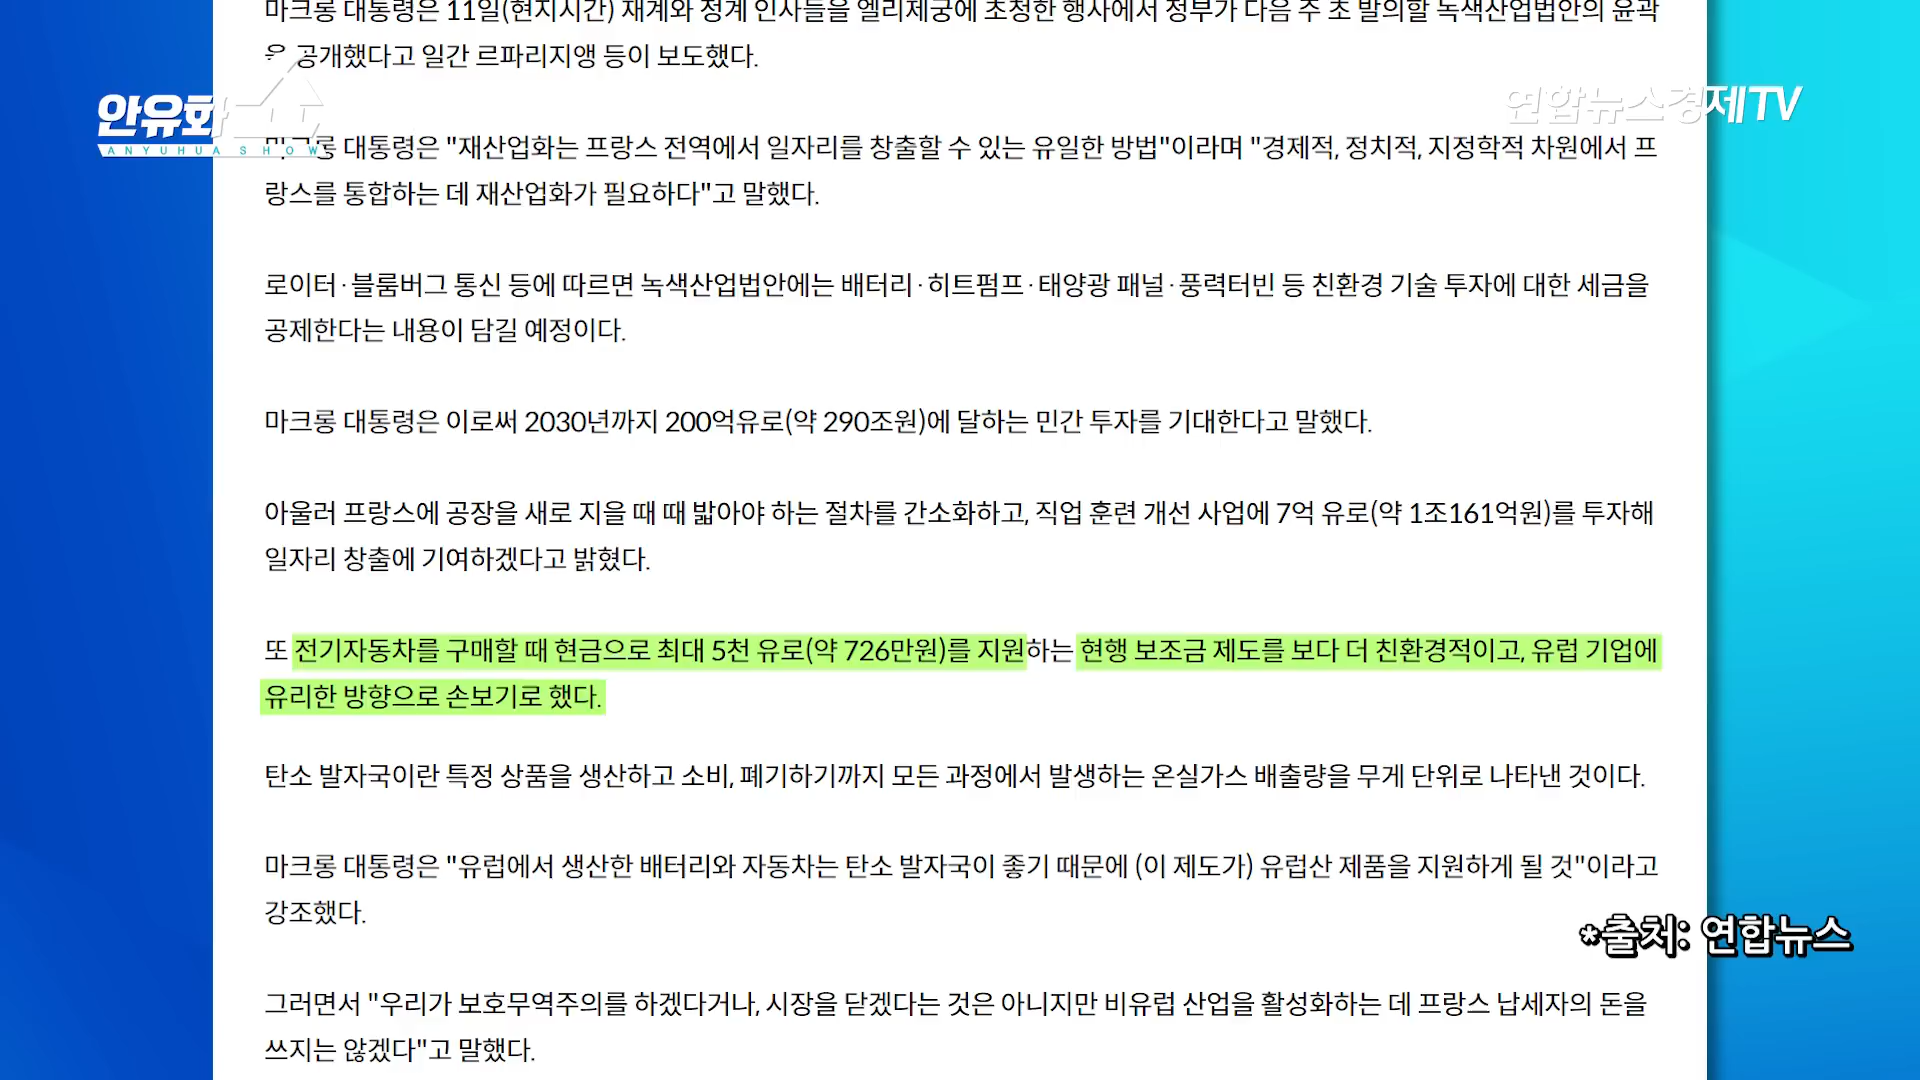 마크롱 대통령은 11일(현지시간) 재계와 정계 인사들을 엘리제궁에 초청한 행사에서 정부가 다음 주 초 발의할 녹색산업법안의 윤곽
을 공개했다고 일간 르파리지앵 등이 보도했다.
안유화쇼
ANYUHUA SHOW
연합뉴스경제TV
마크롱 대통령은 "재산업화는 프랑스 전역에서 일자리를 창출할 수 있는 유일한 방법"이라며 "경제적, 정치적, 지정학적 차원에서 프
랑스를 통합하는 데 재산업화가 필요하다"고 말했다.
로이터·블룸버그 통신 등에 따르면 녹색산업법안에는 배터리·히트펌프·태양광 패널·풍력터빈 등 친환경 기술 투자에 대한 세금을
공제한다는 내용이 담길 예정이다.
마크롱 대통령은 이로써 2030년까지 200억유로(약 290조원)에 달하는 민간 투자를 기대한다고 말했다.
아울러 프랑스에 공장을 새로 지을 때 때 밟아야 하는 절차를 간소화하고, 직업 훈련 개선 사업에 7억 유로(약 1조161억원)를 투자해
일자리 창출에 기여하겠다고 밝혔다.
또 전기자동차를 구매할 때 현금으로 최대 5천 유로(약 726만원)를 지원하는 현행 보조금 제도를 보다 더 친환경적이고, 유럽 기업에
유리한 방향으로 손보기로 했다.
탄소 발자국이란 특정 상품을 생산하고 소비, 폐기하기까지 모든 과정에서 발생하는 온실가스 배출량을 무게 단위로 나타낸 것이다.
마크롱 대통령은 "유럽에서 생산한 배터리와 자동차는 탄소 발자국이 좋기 때문에 (이 제도가) 유럽산 제품을 지원하게 될 것"이라고
강조했다.
*출처: 연합뉴스
그러면서 "우리가 보호무역주의를 하겠다거나, 시장을 닫겠다는 것은 아니지만 비유럽 산업을 활성화하는 데 프랑스 납세자의 돈을
쓰지는 않겠다"고 말했다.